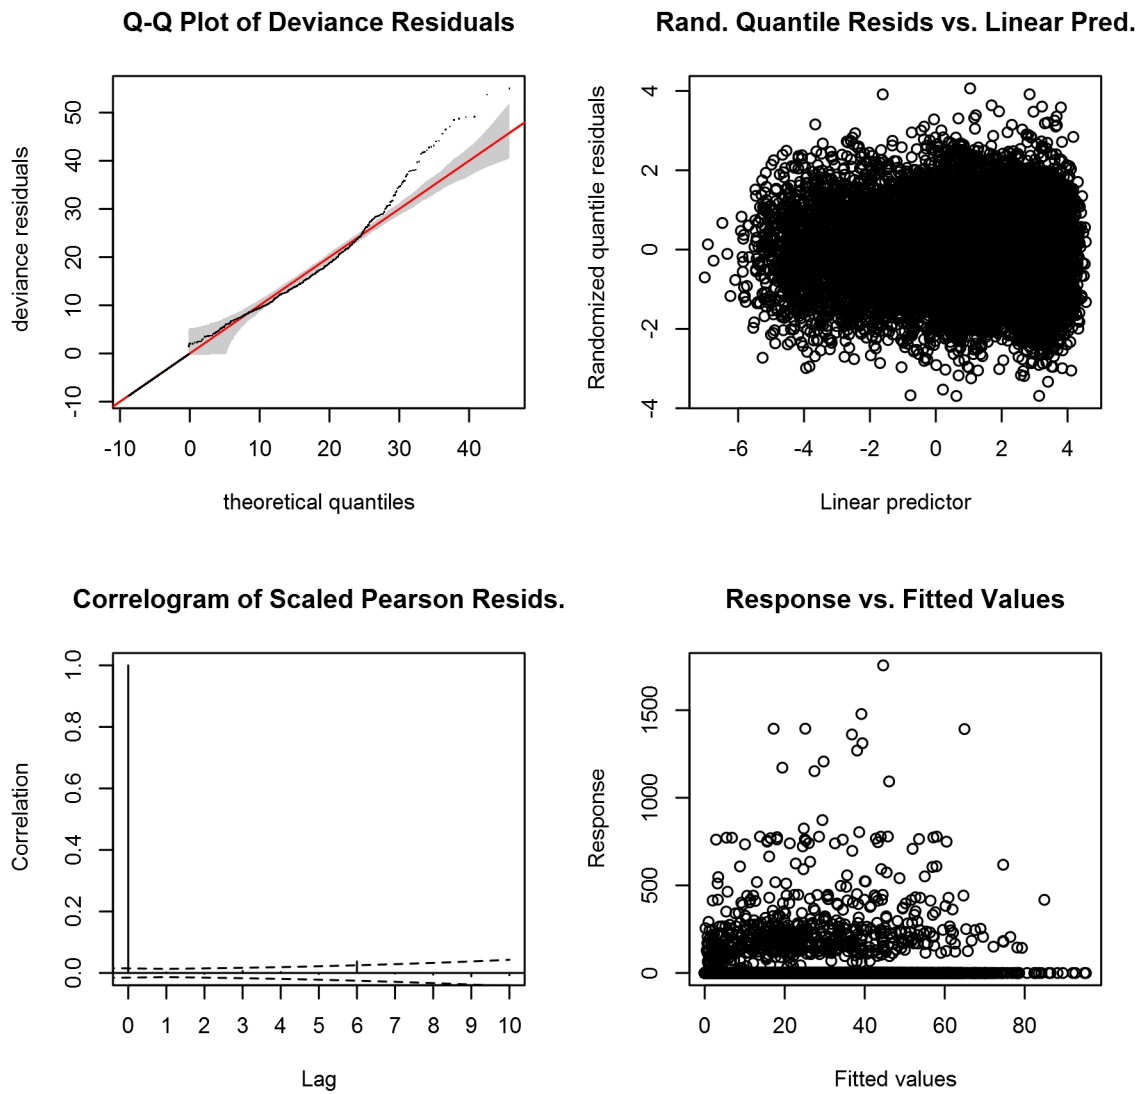 Q-Q Plot of Deviance Residuals
deviance residuals
50
40
30
20
10
0
-10
-10 0 10 20 30 40
theoretical quantiles
Rand. Quantile Resids vs. Linear Pred.
Randomized quantile residuals
4
2
0
-2
-4
-6 -4 -2 0 2 4
Linear predictor
Correlogram of Scaled Pearson Resids.
Correlation
1.0
0.8
0.6
0.4
0.2
0.0
0 1 2 3 4 5 6 7 8 9 10
Lag
Response vs. Fitted Values
Response
1500
1000
500
0
0 20 40 60 80
Fitted values